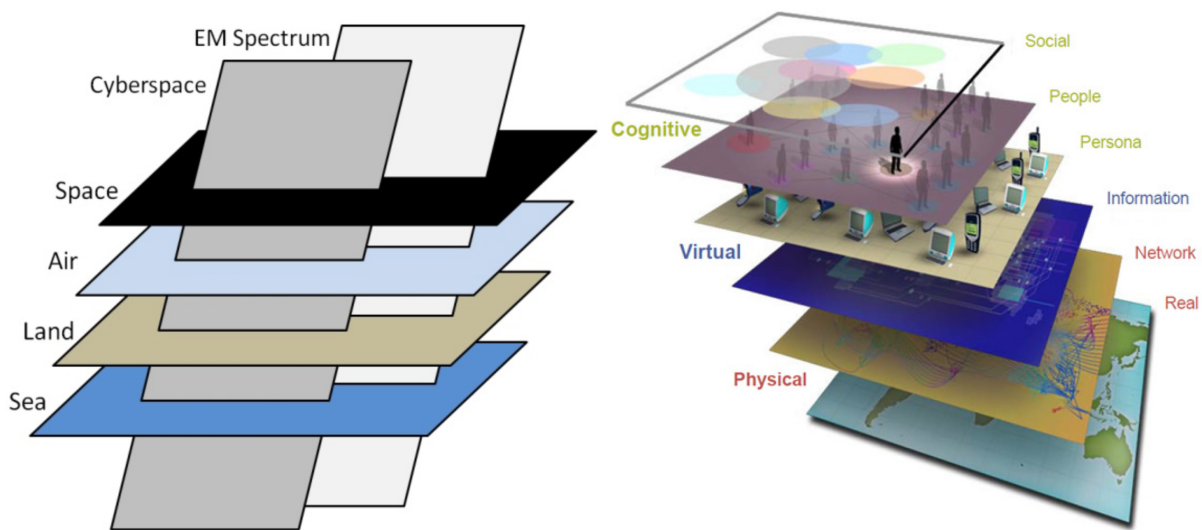 EM Spectrum
Cyberspace
Space
Air
Land
Sea
Social
People
Cognitive
Persona
Information
Virtual
Network
Real
Physical